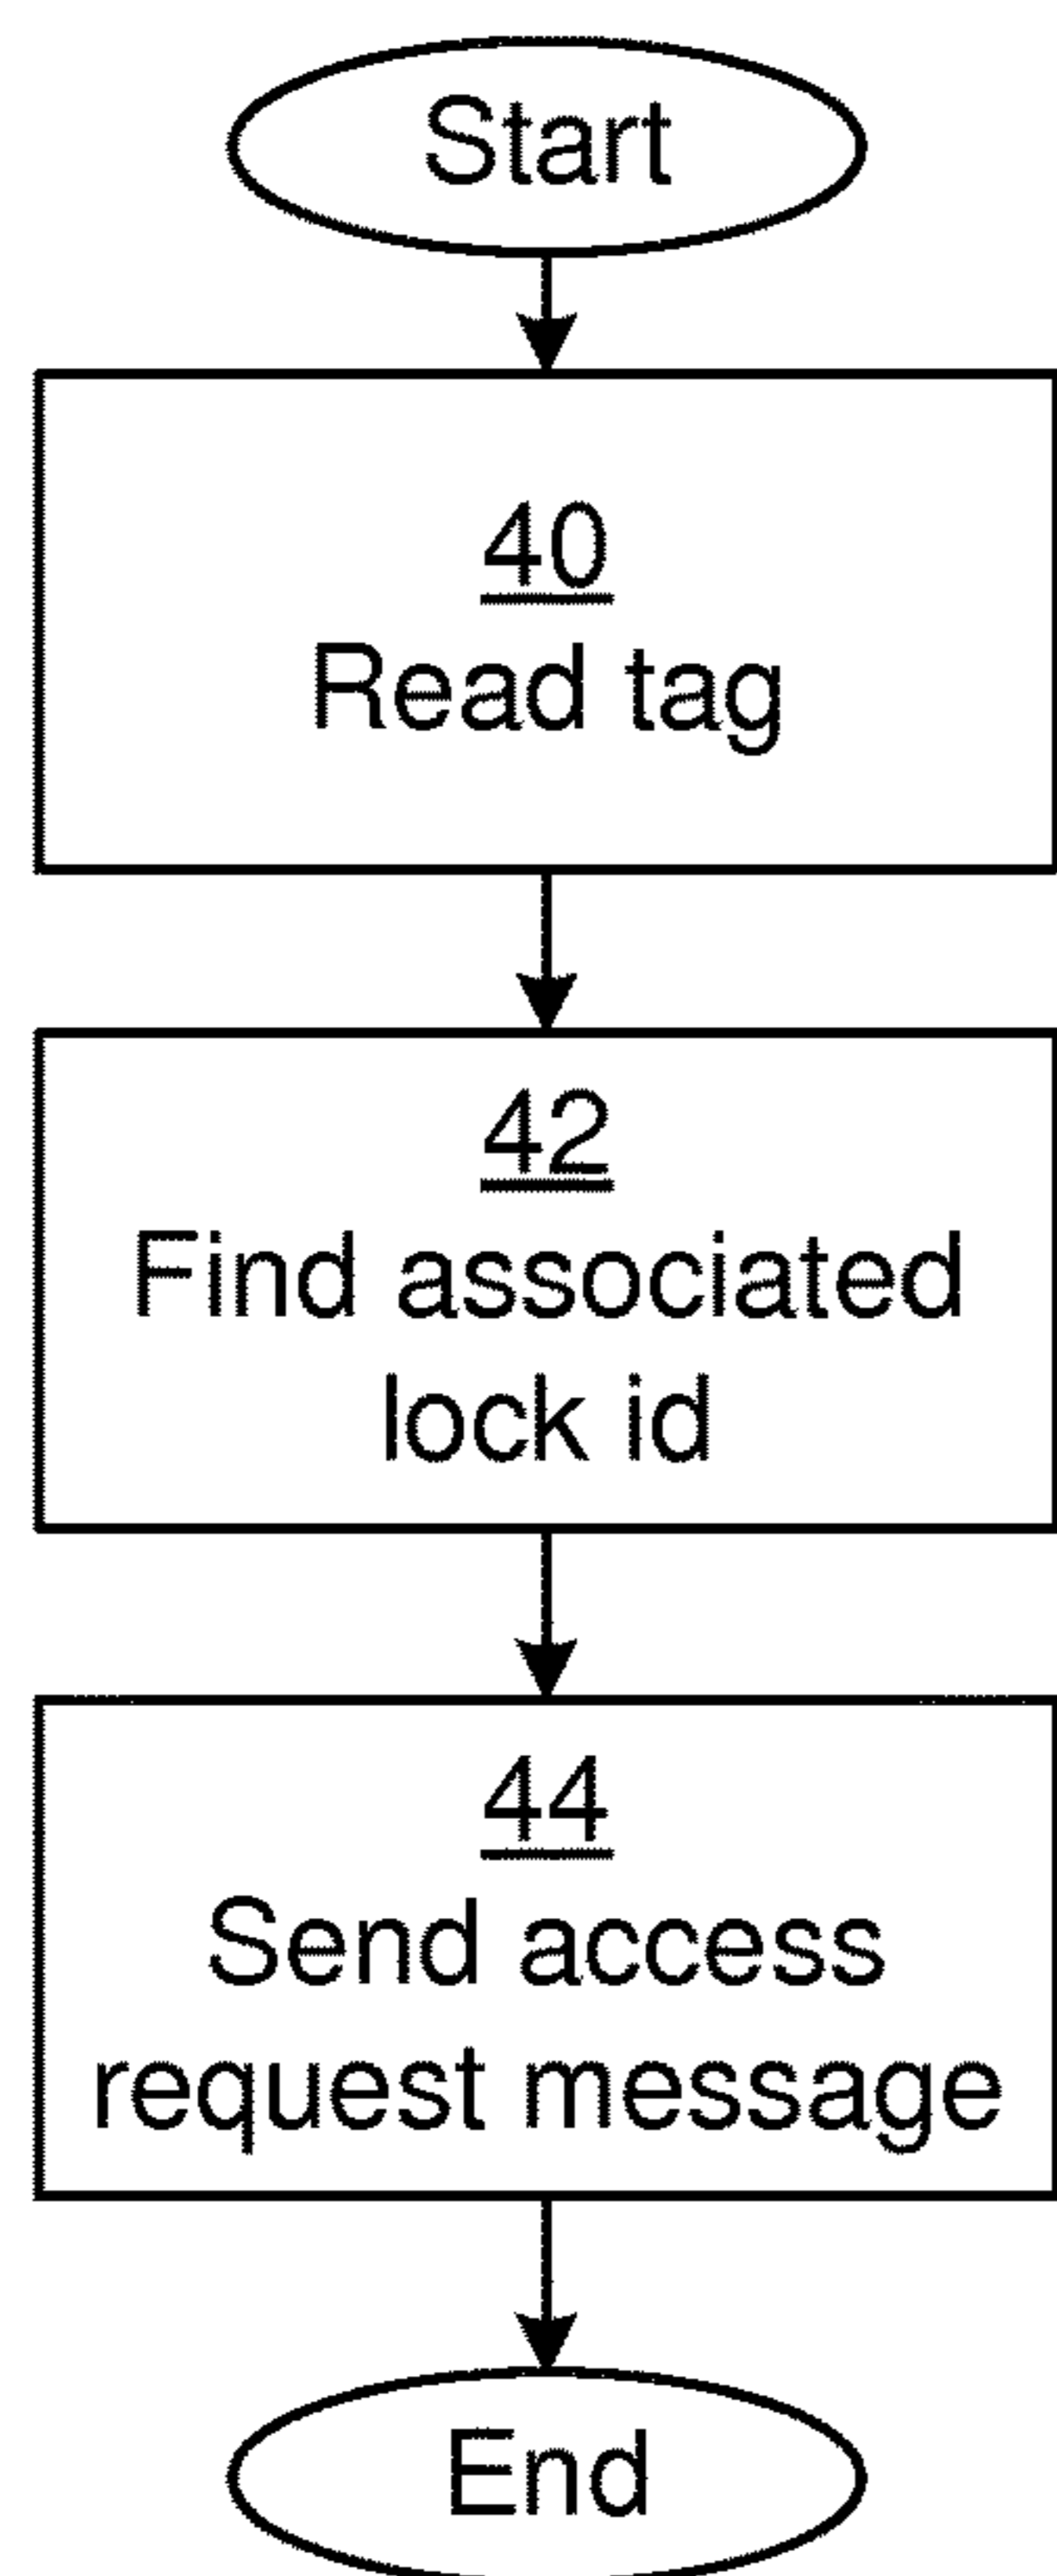 Start
40
Read tag
42
Find associated
lock id
44
Send access
request message
End